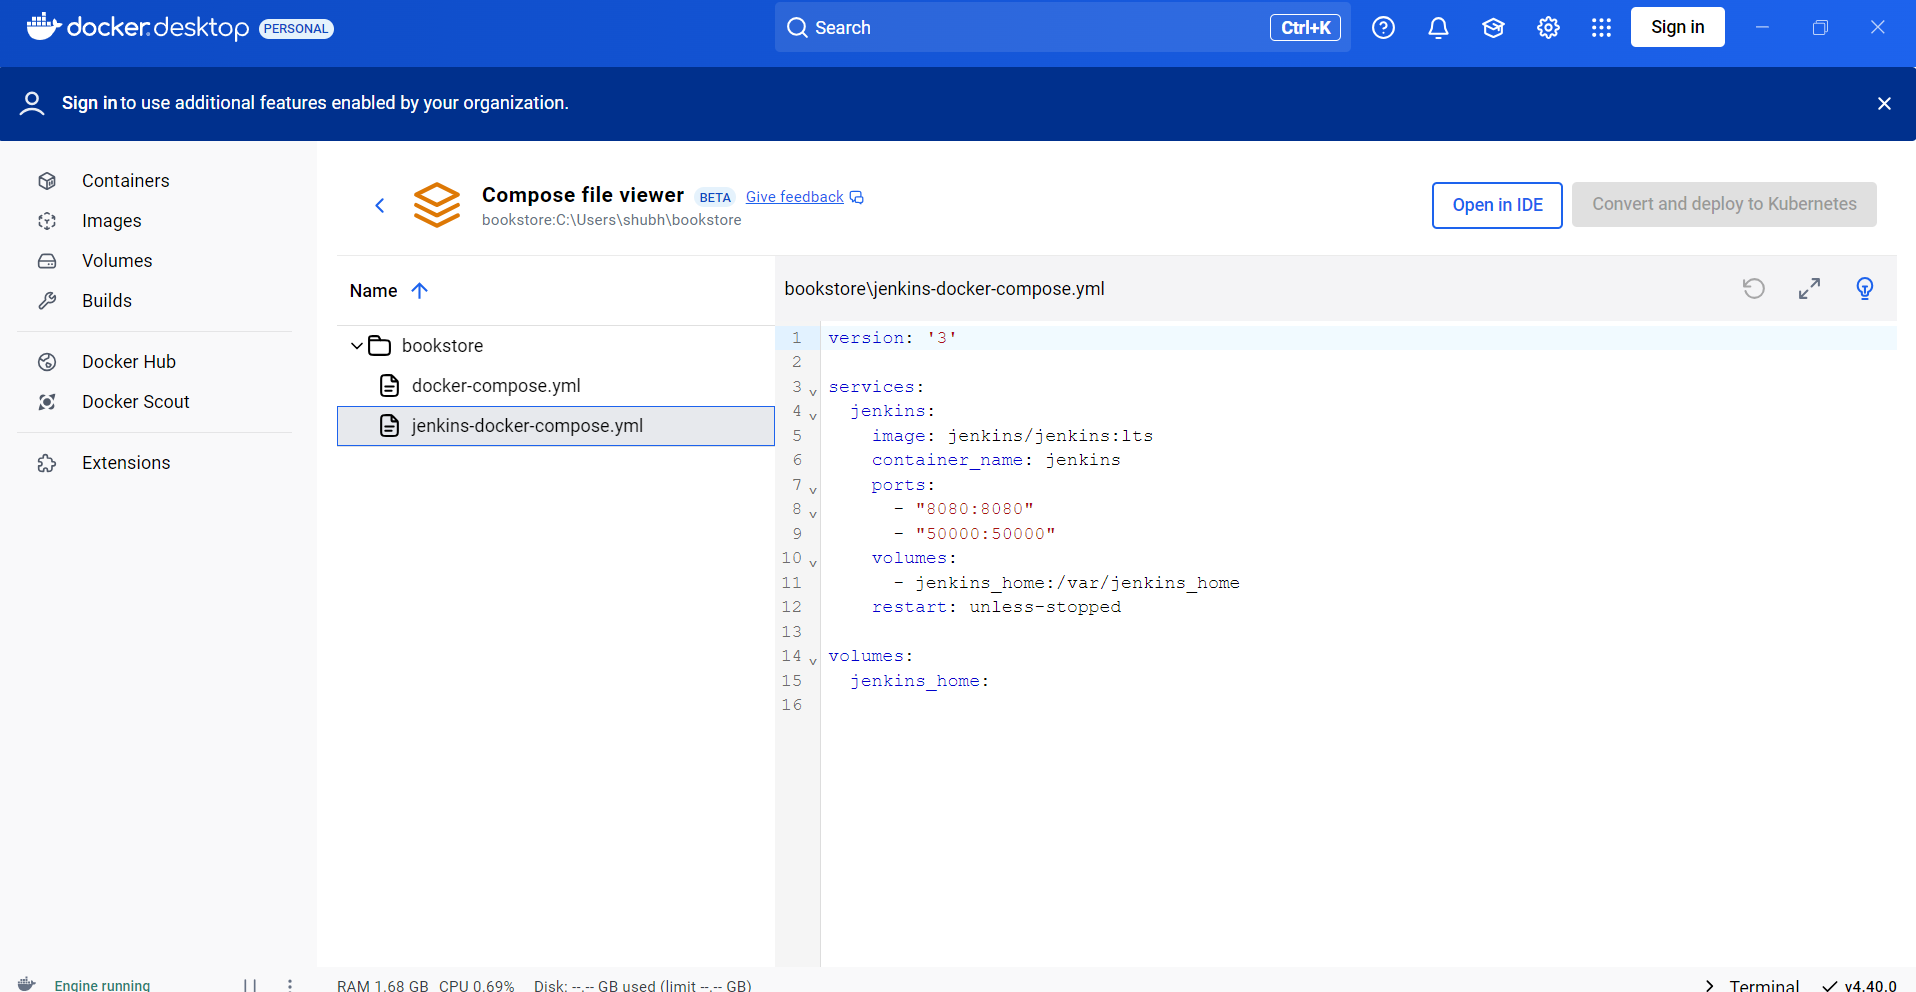 docker desktop PERSONAL
Search Ctrl+K
Sign in
Sign in to use additional features enabled by your organization.
Containers
Images
Volumes
Builds
Docker Hub
Docker Scout
Extensions
Compose file viewer BETA Give feedback
bookstore:C:\Users\shubh\bookstore
Open in IDE
Convert and deploy to Kubernetes
Name
bookstore
docker-compose.yml
jenkins-docker-compose.yml
bookstore\jenkins-docker-compose.yml
1 version: '3'
2
3 services:
4 jenkins:
5 image: jenkins/jenkins:lts
6 container_name: jenkins
7 ports:
8 - "8080:8080"
9 - "50000:50000"
10 volumes:
11 - jenkins_home:/var/jenkins_home
12 restart: unless-stopped
13
14 volumes:
15 jenkins_home:
16
Engine running
RAM 1.68 GB CPU 0.69% Disk: --.-- GB used (limit --.-- GB)
Terminal
v4.40.0